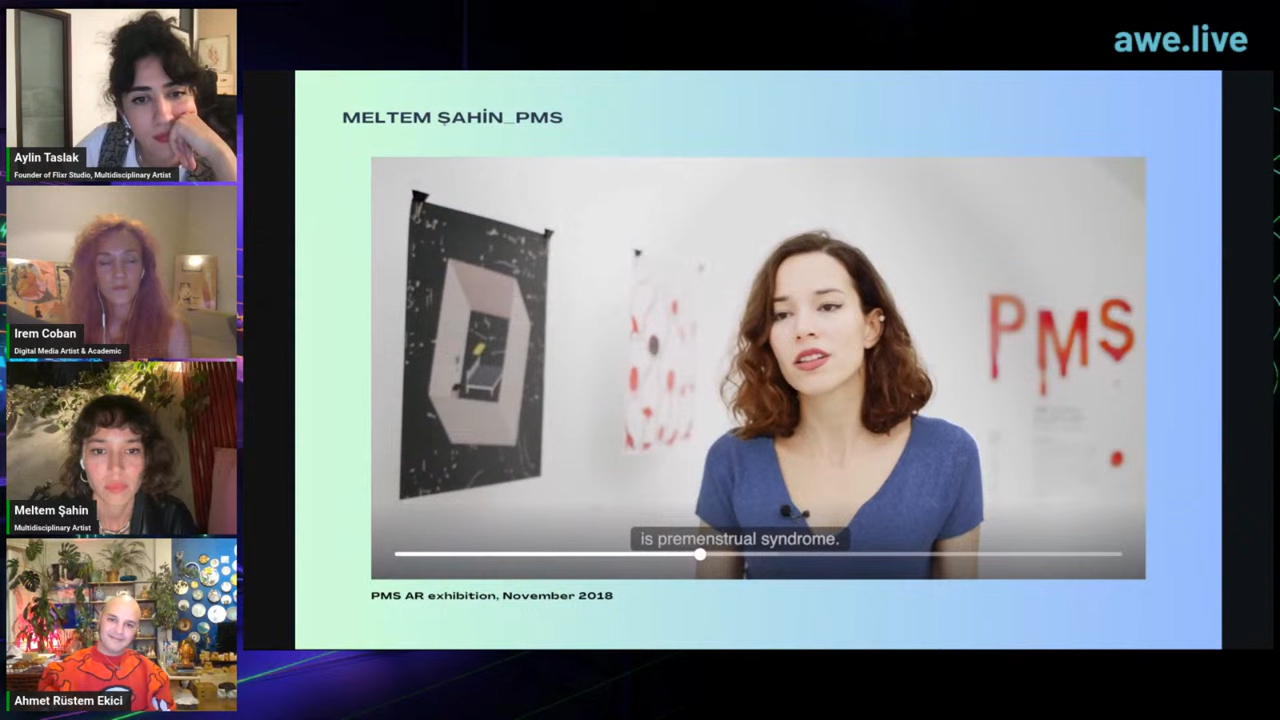 awe.live
MELTEM ŞAHİN_PMS
PMS
is premenstrual syndrome.
PMS AR exhibition, November 2018
Aylin Taslak
Founder of Flixr Studio, Multidisciplinary Artist
Irem Coban
Digital Media Artist & Academic
Meltem Şahin
Multidisciplinary Artist
Ahmet Rüstem Ekici